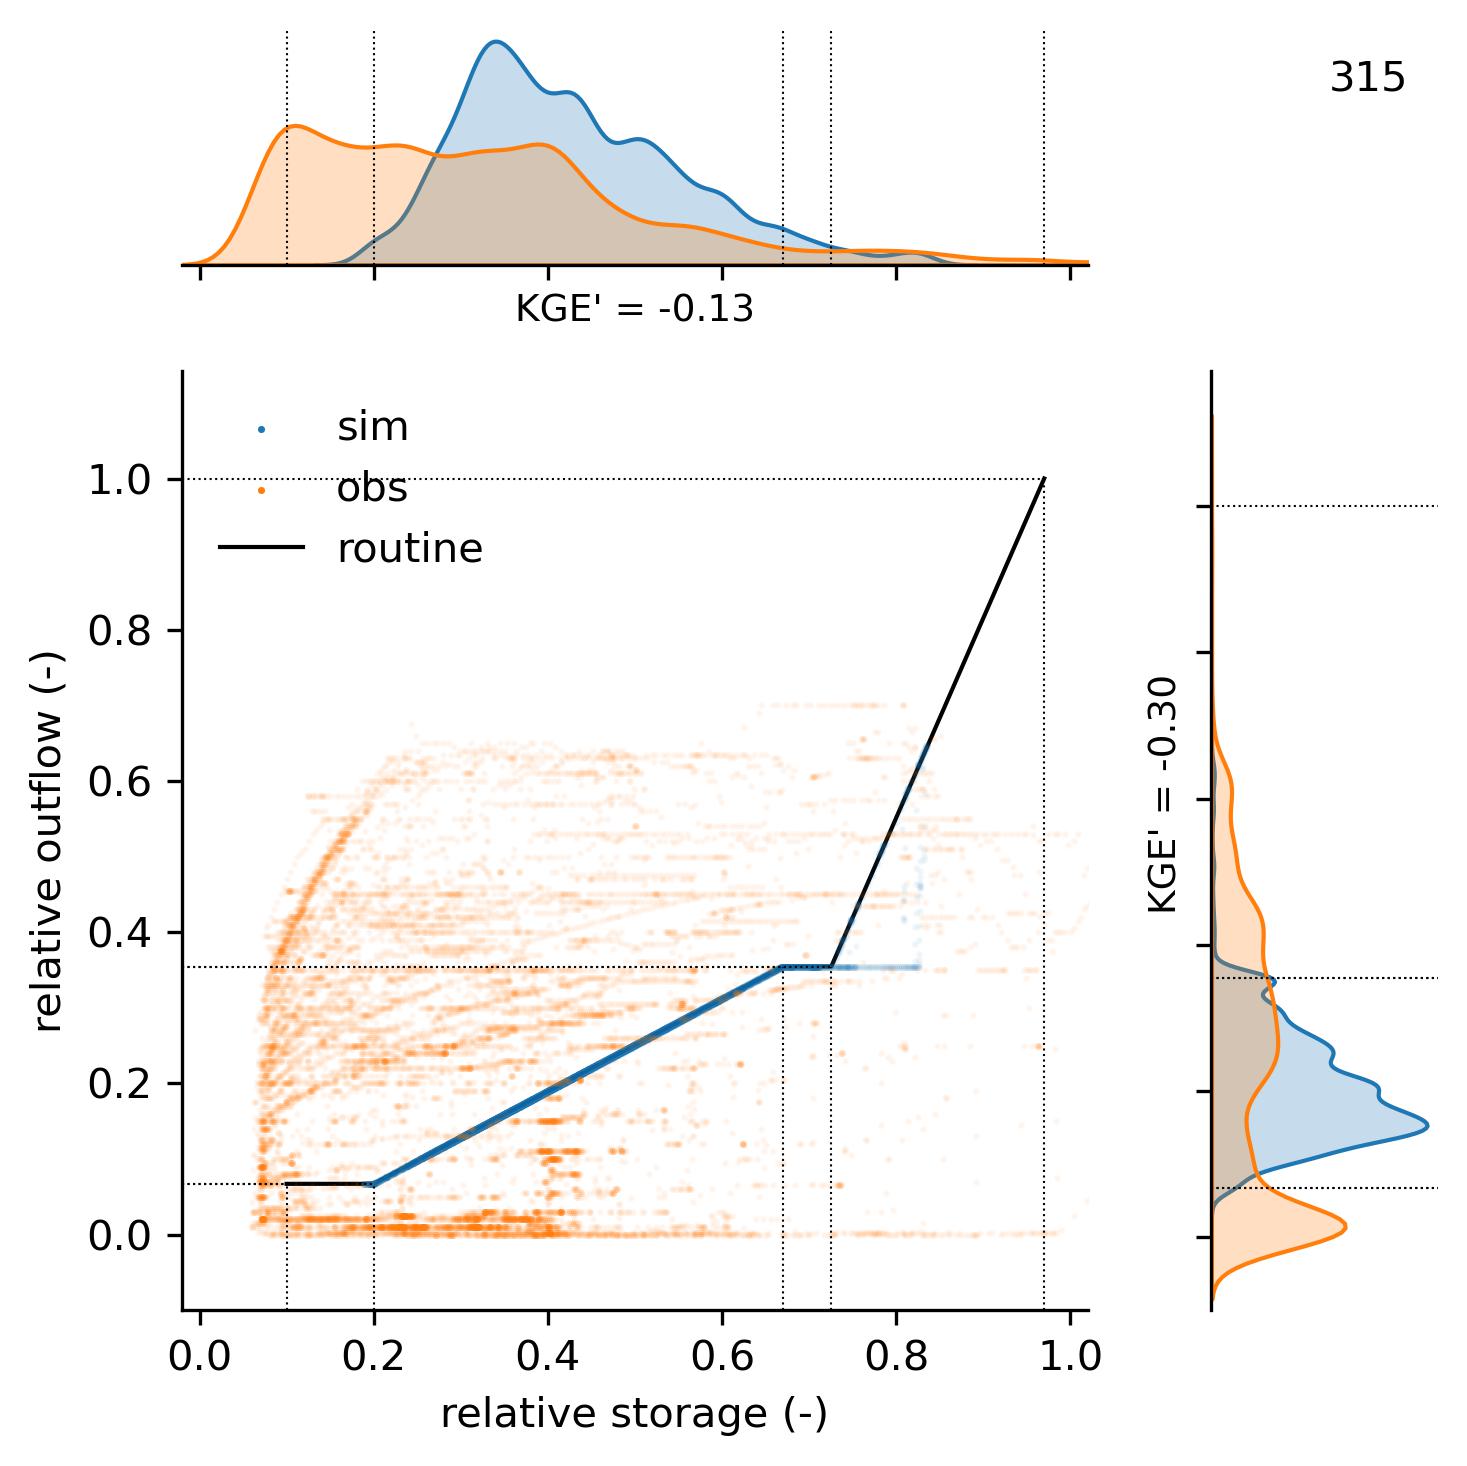 315
KGE' = -0.13
sim
obs
routine
1.0
0.8
0.6
0.4
0.2
0.0
relative outflow (-)
KGE' = -0.30
0.0 0.2 0.4 0.6 0.8 1.0
relative storage (-)